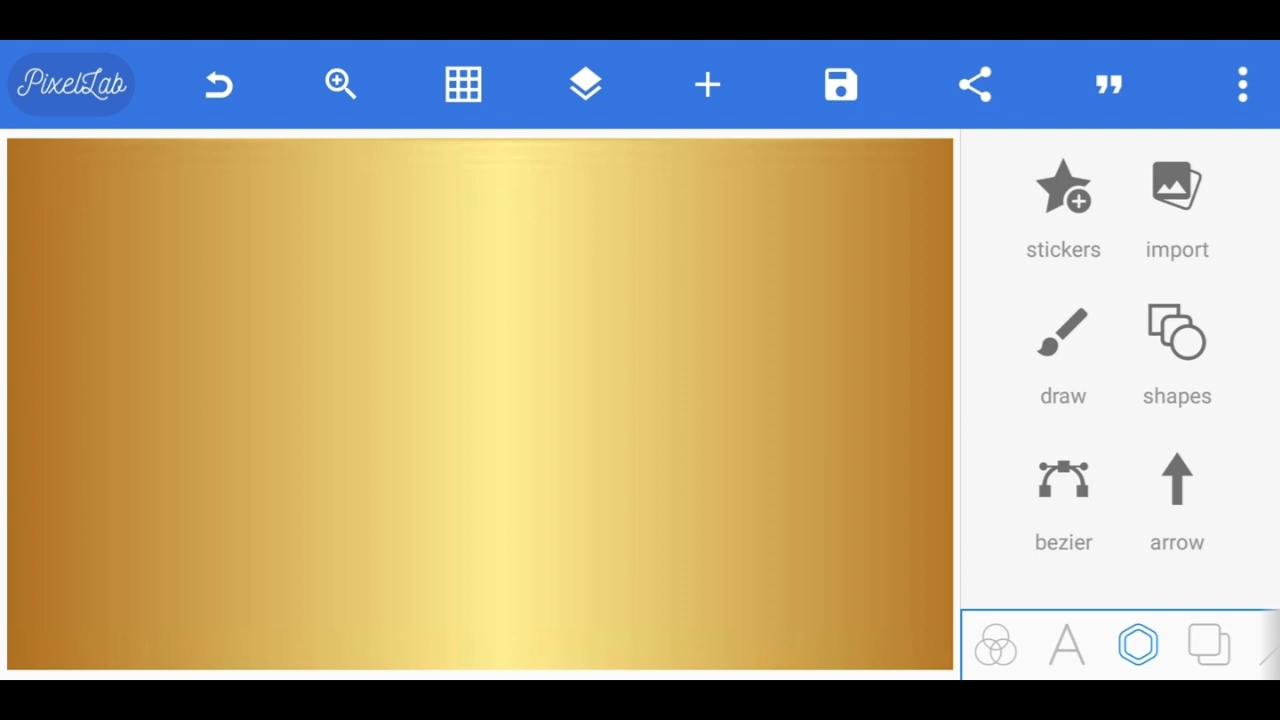 PixelLab
stickers
import
draw
shapes
bezier
arrow